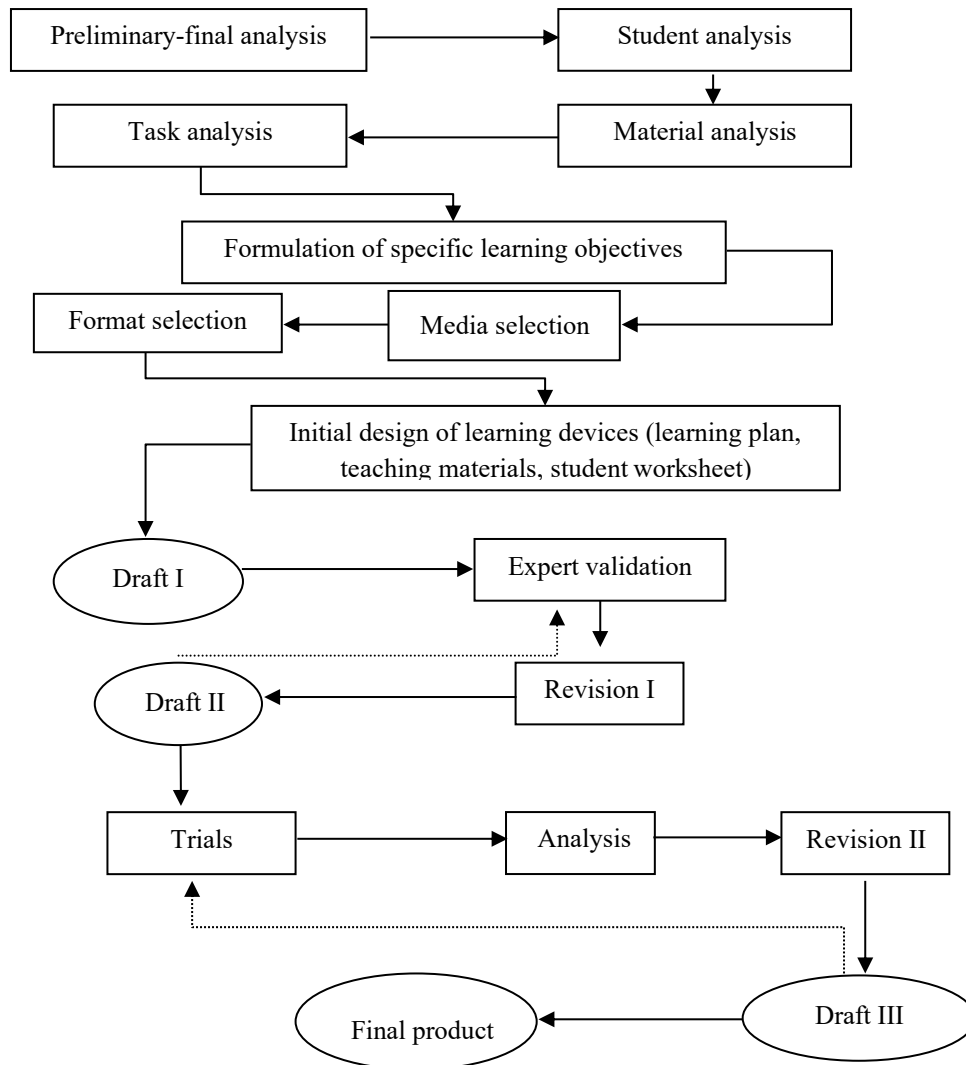 Preliminary-final analysis
Student analysis
Task analysis
Material analysis
Formulation of specific learning objectives
Format selection
Media selection
Initial design of learning devices (learning plan,
teaching materials, student worksheet)
Draft I
Expert validation
Draft II
Revision I
Trials
Analysis
Revision II
Draft III
Final product